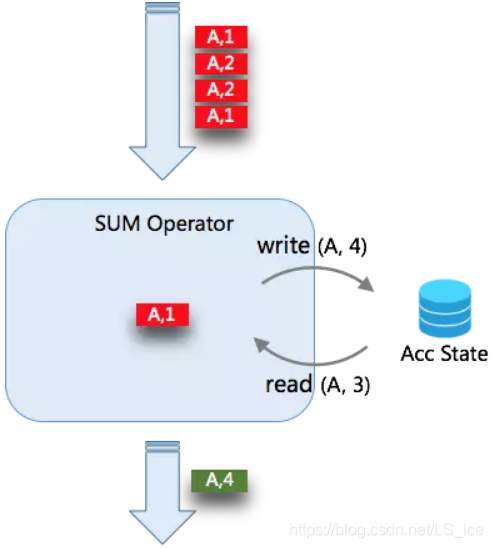 A,1
A,2
A,2
A,1
SUM Operator
write (A, 4)
A,1
Acc State
read (A, 3)
A,4
https://blog.csdn.net/LS_ice